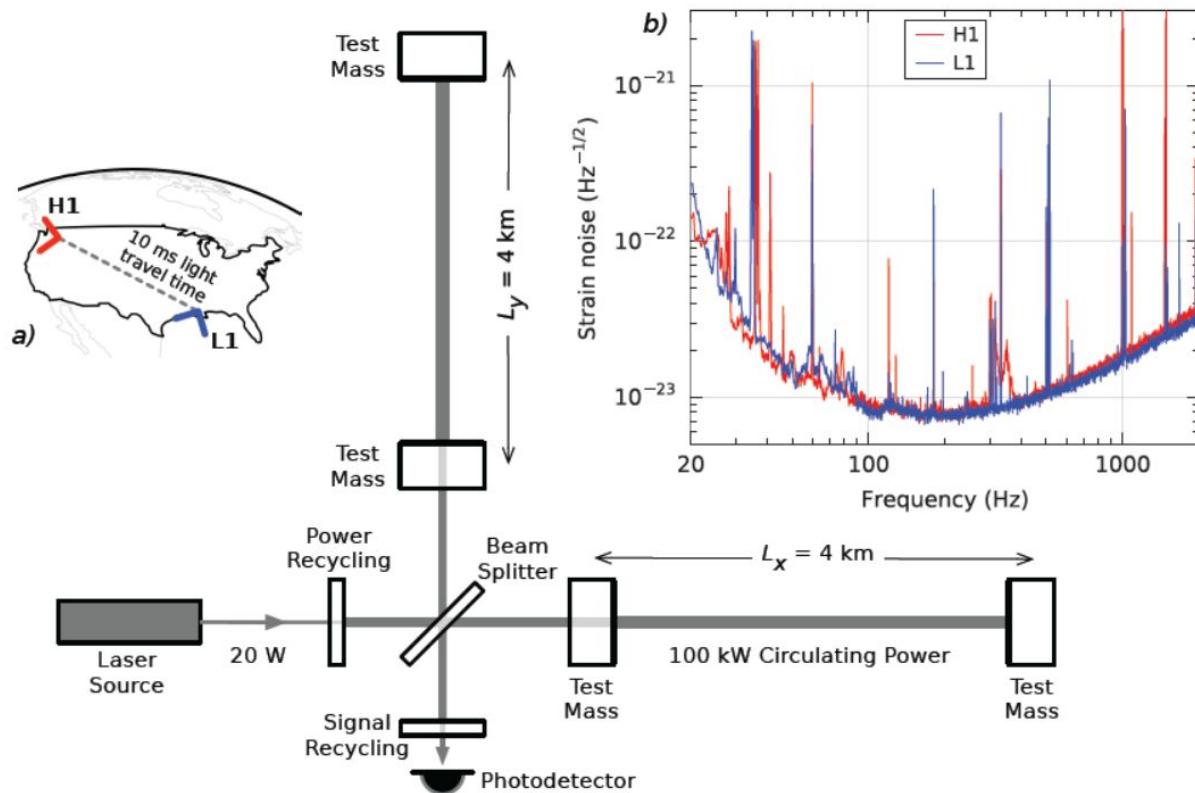 Test
Mass
b)
H1
L1
10⁻²¹
10⁻²²
10⁻²³
Strain noise (Hz⁻¹/²)
20
100
1000
Frequency (Hz)
H1
10 ms light
travel time
a)
L1
Ly = 4 km
Test
Mass
Power
Recycling
Beam
Splitter
Lx = 4 km
Laser
Source
20 W
100 kW Circulating Power
Test
Mass
Test
Mass
Signal
Recycling
Photodetector